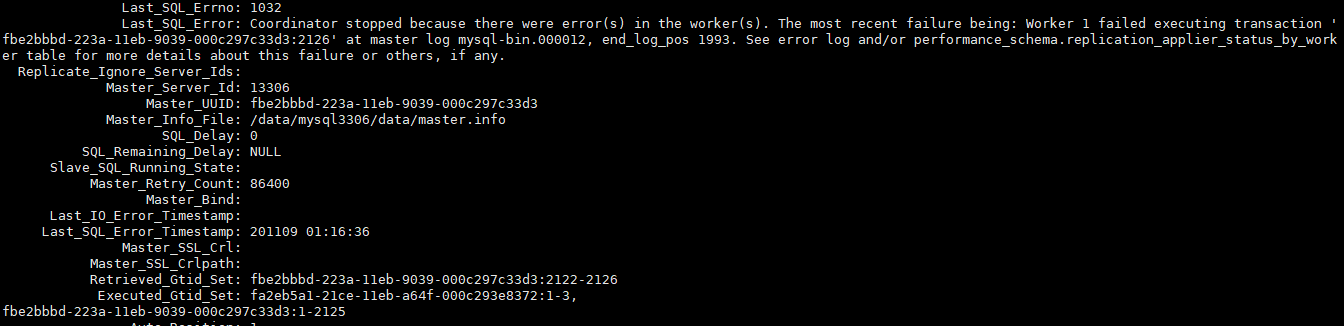 Last_SQL_Errno: 1032
Last_SQL_Error: Coordinator stopped because there were error(s) in the worker(s). The most recent failure being: Worker 1 failed executing transaction '
fbe2bbbd-223a-11eb-9039-000c297c33d3:2126' at master log mysql-bin.000012, end_log_pos 1993. See error log and/or performance_schema.replication_applier_status_by_work
er table for more details about this failure or others, if any.
Replicate_Ignore_Server_Ids:
Master_Server_Id: 13306
Master_UUID: fbe2bbbd-223a-11eb-9039-000c297c33d3
Master_Info_File: /data/mysql3306/data/master.info
SQL_Delay: 0
SQL_Remaining_Delay: NULL
Slave_SQL_Running_State:
Master_Retry_Count: 86400
Master_Bind:
Last_IO_Error_Timestamp:
Last_SQL_Error_Timestamp: 201109 01:16:36
Master_SSL_Crl:
Master_SSL_Crlpath:
Retrieved_Gtid_Set: fbe2bbbd-223a-11eb-9039-000c297c33d3:2122-2126
Executed_Gtid_Set: fa2eb5a1-21ce-11eb-a64f-000c293e8372:1-3,
fbe2bbbd-223a-11eb-9039-000c297c33d3:1-2125
Auto_Position: 1